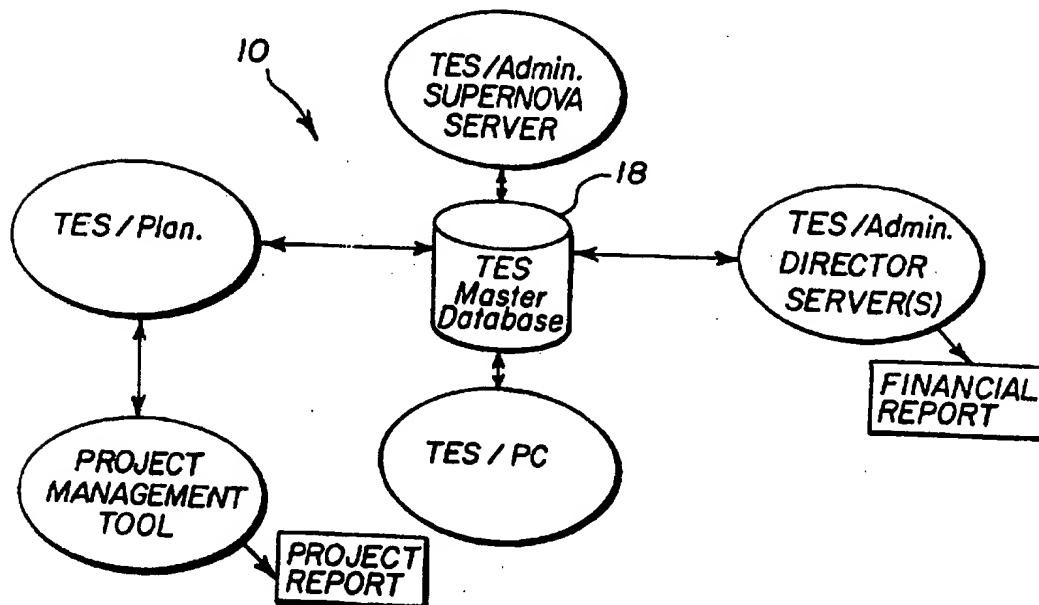 10
TES/Admin.
SUPERNOVA
SERVER
18
TES/Plan.
TES
Master
Database
TES/Admin.
DIRECTOR
SERVER(S)
FINANCIAL
REPORT
PROJECT
MANAGEMENT
TOOL
TES/PC
PROJECT
REPORT